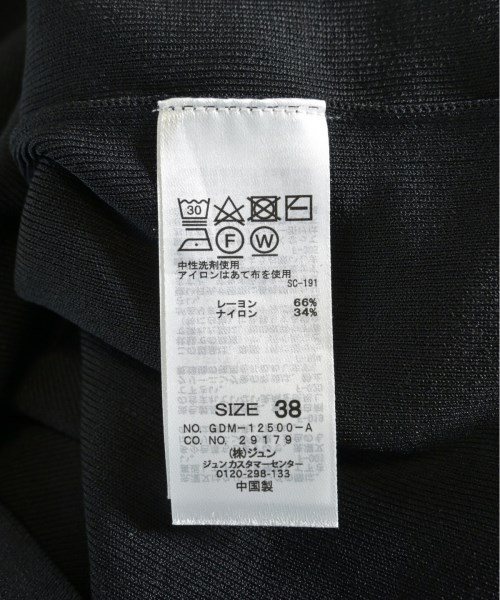 30
F W
中性洗剤使用
アイロンはあて布を使用
SC-191
レーヨン 66%
ナイロン 34%
SIZE 38
NO. GDM-12500-A
CO. NO. 29179
(株)ジュン
ジュンカスタマーセンター
0120-298-133
中国製